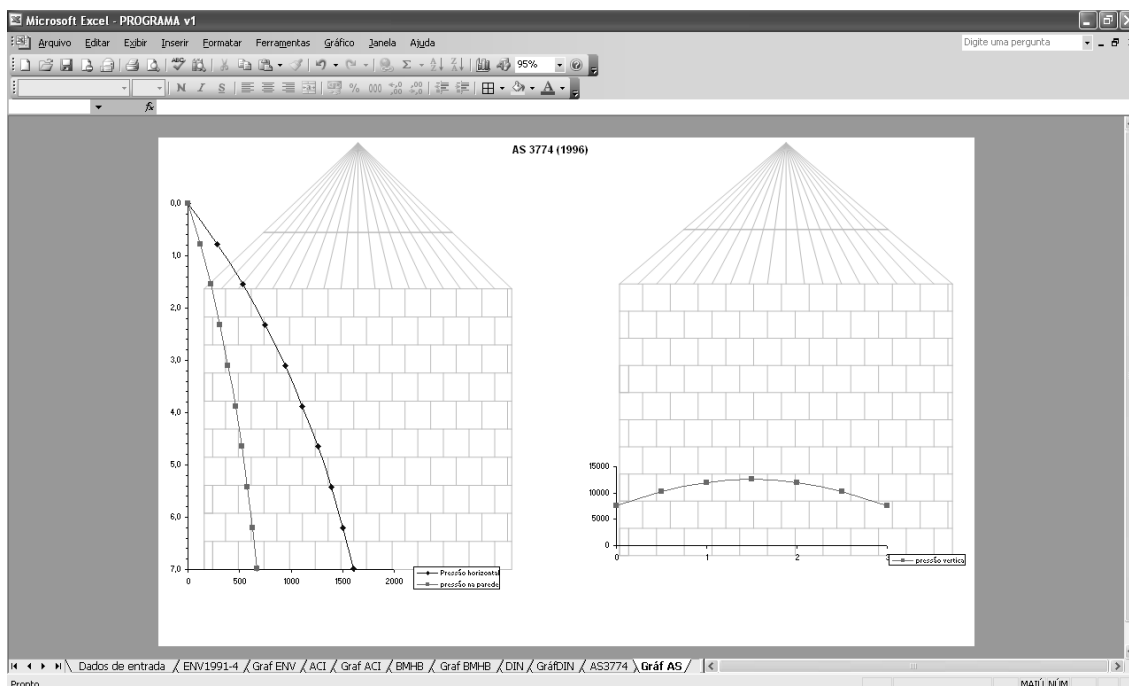 Microsoft Excel - PROGRAMA v1
Arquivo Editar Exibir Inserir Formatar Ferramentas Gráfico Janela Ajuda Digite uma pergunta
95%
N I S % 000
fx
AS 3774 (1996)
0,0
1,0
2,0
3,0
4,0
5,0
6,0
7,0
0 500 1000 1500 2000
Pressão horizontal
pressão na parede
15000
10000
5000
0
0 1 2 3
pressão vertica
Dados de entrada ENV1991-4 Graf ENV ACI Graf ACI BMHB Graf BMHB DIN GráfDIN AS3774 Gráf AS
Pronto MAIÚ NÚM